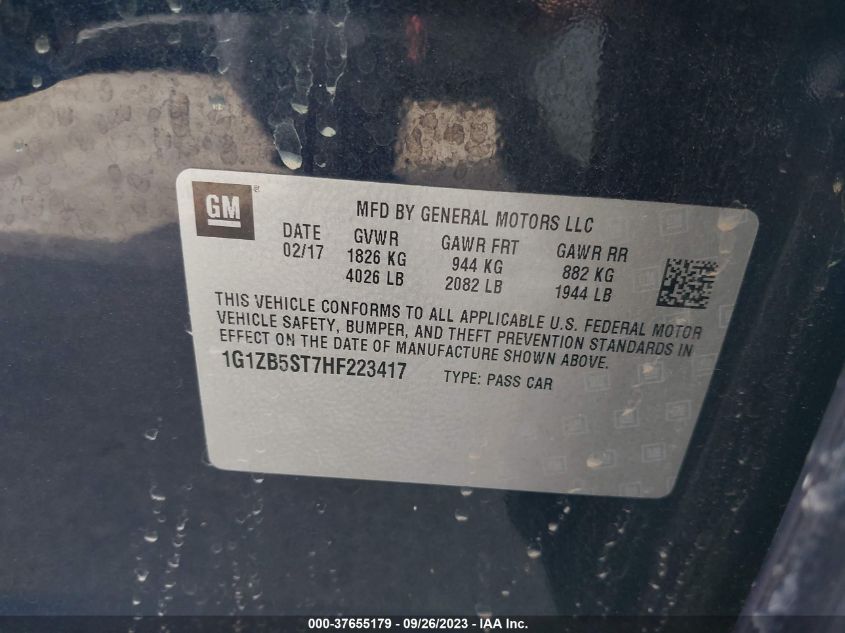 GM ®
MFD BY GENERAL MOTORS LLC
DATE GVWR GAWR FRT GAWR RR
02/17 1826 KG 944 KG 882 KG
4026 LB 2082 LB 1944 LB
THIS VEHICLE CONFORMS TO ALL APPLICABLE U.S. FEDERAL MOTOR
VEHICLE SAFETY, BUMPER, AND THEFT PREVENTION STANDARDS IN
EFFECT ON THE DATE OF MANUFACTURE SHOWN ABOVE.
1G1ZB5ST7HF223417 TYPE: PASS CAR
000-37655179 - 09/26/2023 - IAA Inc.